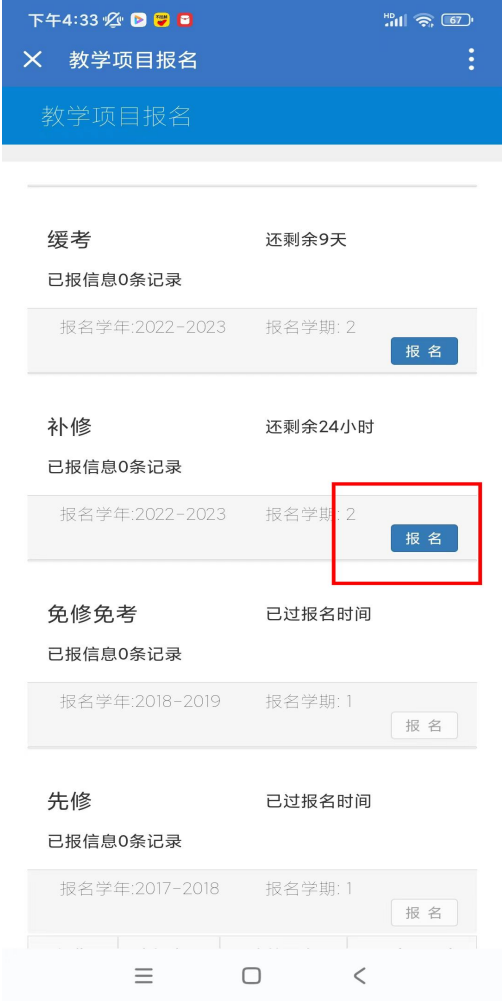 下午4:33
HD
67
教学项目报名
教学项目报名
缓考 还剩余9天
已报信息0条记录
报名学年:2022-2023 报名学期: 2
报 名
补修 还剩余24小时
已报信息0条记录
报名学年:2022-2023 报名学期: 2
报 名
免修免考 已过报名时间
已报信息0条记录
报名学年:2018-2019 报名学期: 1
报 名
先修 已过报名时间
已报信息0条记录
报名学年:2017-2018 报名学期: 1
报 名